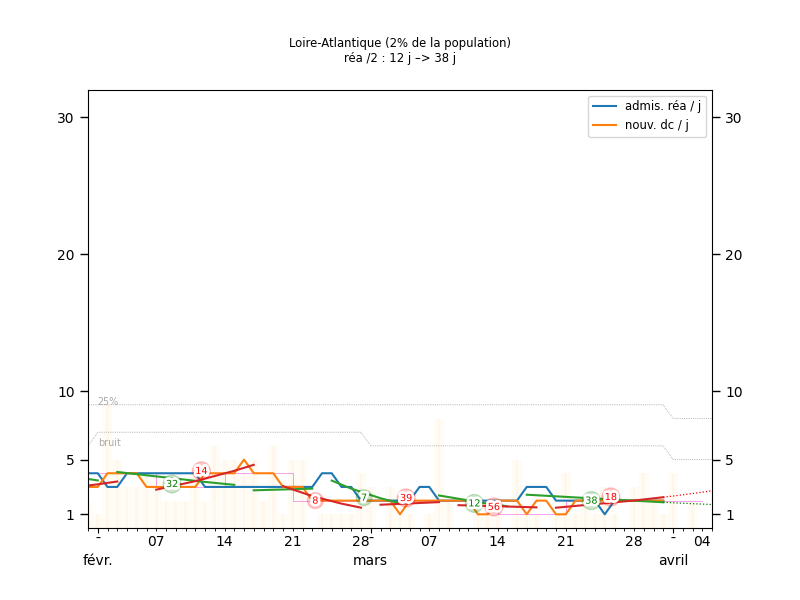 Loire-Atlantique (2% de la population)
réa /2 : 12 j –> 38 j
admis. réa / j
nouv. dc / j
30
30
20
20
10
10
25%
bruit
5
5
1
1
32
14
8
7
39
12
56
38
18
- 07 14 21 28 - 07 14 21 28 - 04
févr. mars avril